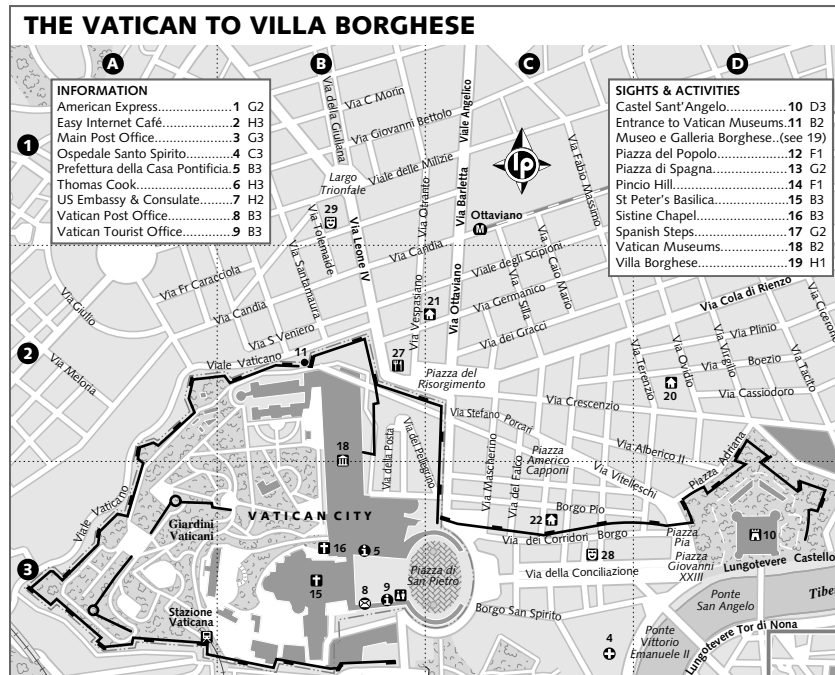 THE VATICAN TO VILLA BORGHESE
A
B
C
D
1
2
3
INFORMATION
American Express..................1 G2
Easy Internet Café.................2 H3
Main Post Office....................3 G3
Ospedale Santo Spirito..........4 C3
Prefettura della Casa Pontificia.5 B3
Thomas Cook........................6 H3
US Embassy & Consulate......7 H2
Vatican Post Office................8 B3
Vatican Tourist Office............9 B3
SIGHTS & ACTIVITIES
Castel Sant'Angelo...............10 D3
Entrance to Vatican Museums.11 B2
Museo e Galleria Borghese..(see 19)
Piazza del Popolo.................12 F1
Piazza di Spagna..................13 G2
Pincio Hill............................14 F1
St Peter's Basilica.................15 B3
Sistine Chapel......................16 B3
Spanish Steps......................17 G2
Vatican Museums.................18 B2
Villa Borghese......................19 H1
Via della Giuliana
Via C Morin
Via Giovanni Bettolo
Viale delle Milizie
Viale Angelico
lp
Via Fabio Massimo
Largo
Trionfale
Via Otranto
Via Barletta
29
Via Tolemaide
Via Leone IV
Ottaviano
M
Via Candia
Viale degli Scipioni
Via Santamaura
Via Fr Caracciola
Via Candia
Via Vespasiano
21
Via Ottaviano
Via Germanico
Via Silla
Via Caio Mario
Via dei Gracci
Via Cola di Rienzo
Via Cicerone
Via Giulio
Via S Veniero
Viale Vaticano
11
27
Piazza del
Risorgimento
Via Meloria
Via Terenzio
Via Ovidio
Via Virgilio
Via Plinio
Via Boezio
Via Tacito
20
Via Cassiodoro
Via Crescenzio
Via Stefano Porcari
Via Alberico II
Via della Posta
Via del Pellegrino
18
Via Mascherino
Via del Falco
Piazza
Americo
Capponi
Via Vitelleschi
Piazza Adriana
Viale Vaticano
Giardini
Vaticani
VATICAN CITY
Borgo Pio
22
Via dei Corridori Borgo
Piazza
Pia
10
16
5
28
Piazza di
San Pietro
Via della Conciliazione
Piazza
Giovanni
XXIII
Lungotevere Castello
15
8
9
Borgo San Spirito
Ponte
San Angelo
Stazione
Vaticana
4
Ponte
Vittorio
Emanuele II
Lungotevere Tor di Nona